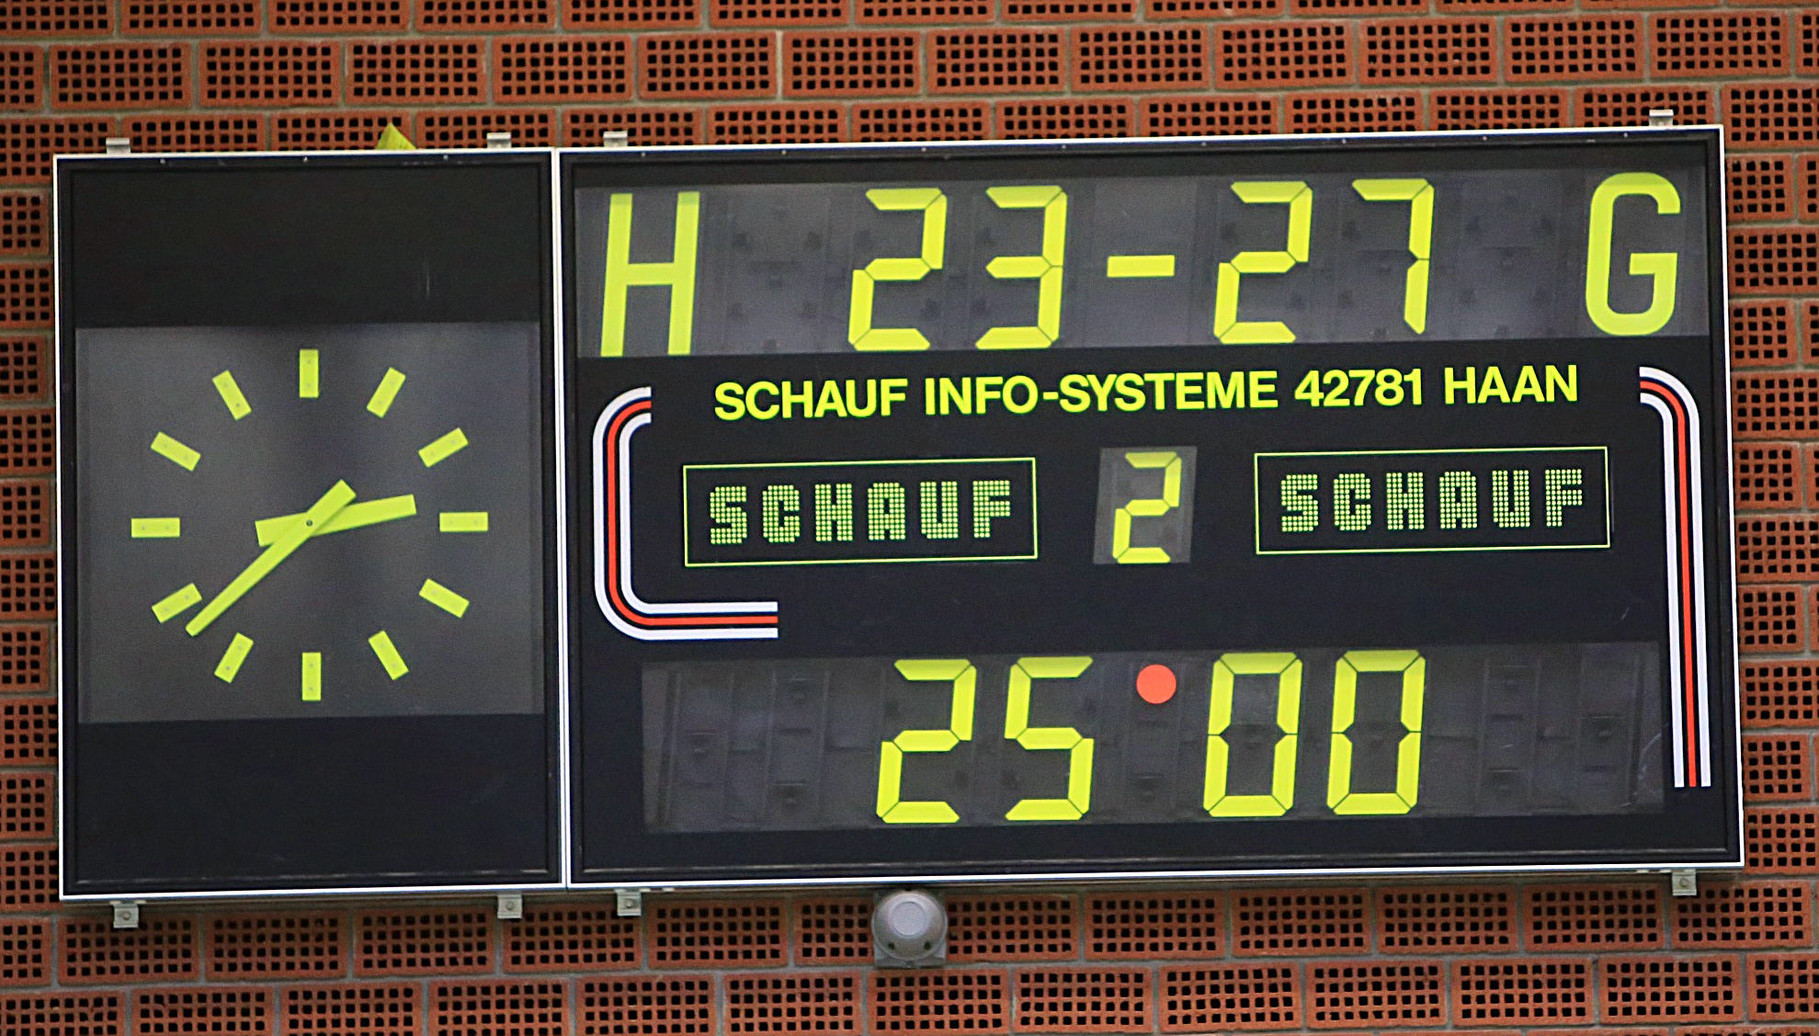 H 23-27 G
SCHAUF INFO-SYSTEME 42781 HAAN
SCHAUF 2 SCHAUF
25 00